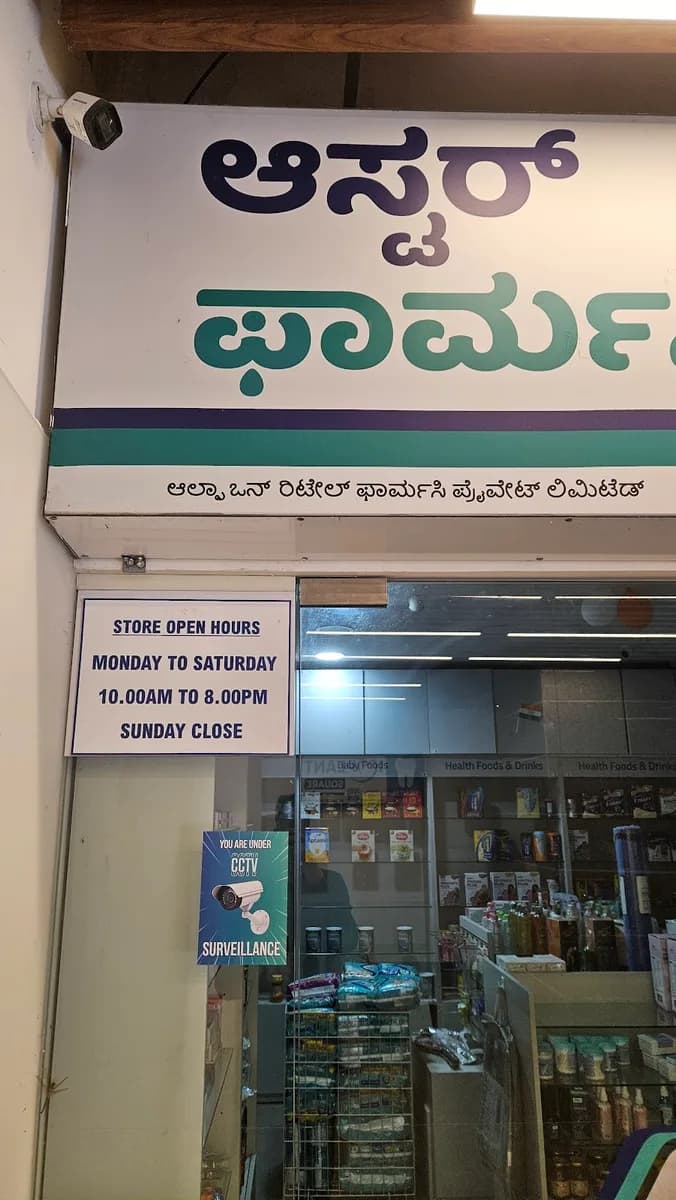 ಆಸ್ಟರ್
ಫಾರ್ಮ
ಆಲ್ಫಾ ಒನ್ ರಿಟೇಲ್ ಫಾರ್ಮಸಿ ಪ್ರೈವೇಟ್ ಲಿಮಿಟೆಡ್
STORE OPEN HOURS
MONDAY TO SATURDAY
10.00AM TO 8.00PM
SUNDAY CLOSE
Baby Foods
Health Foods & Drinks
Health Foods & Drinks
YOU ARE UNDER
CCTV
SURVEILLANCE